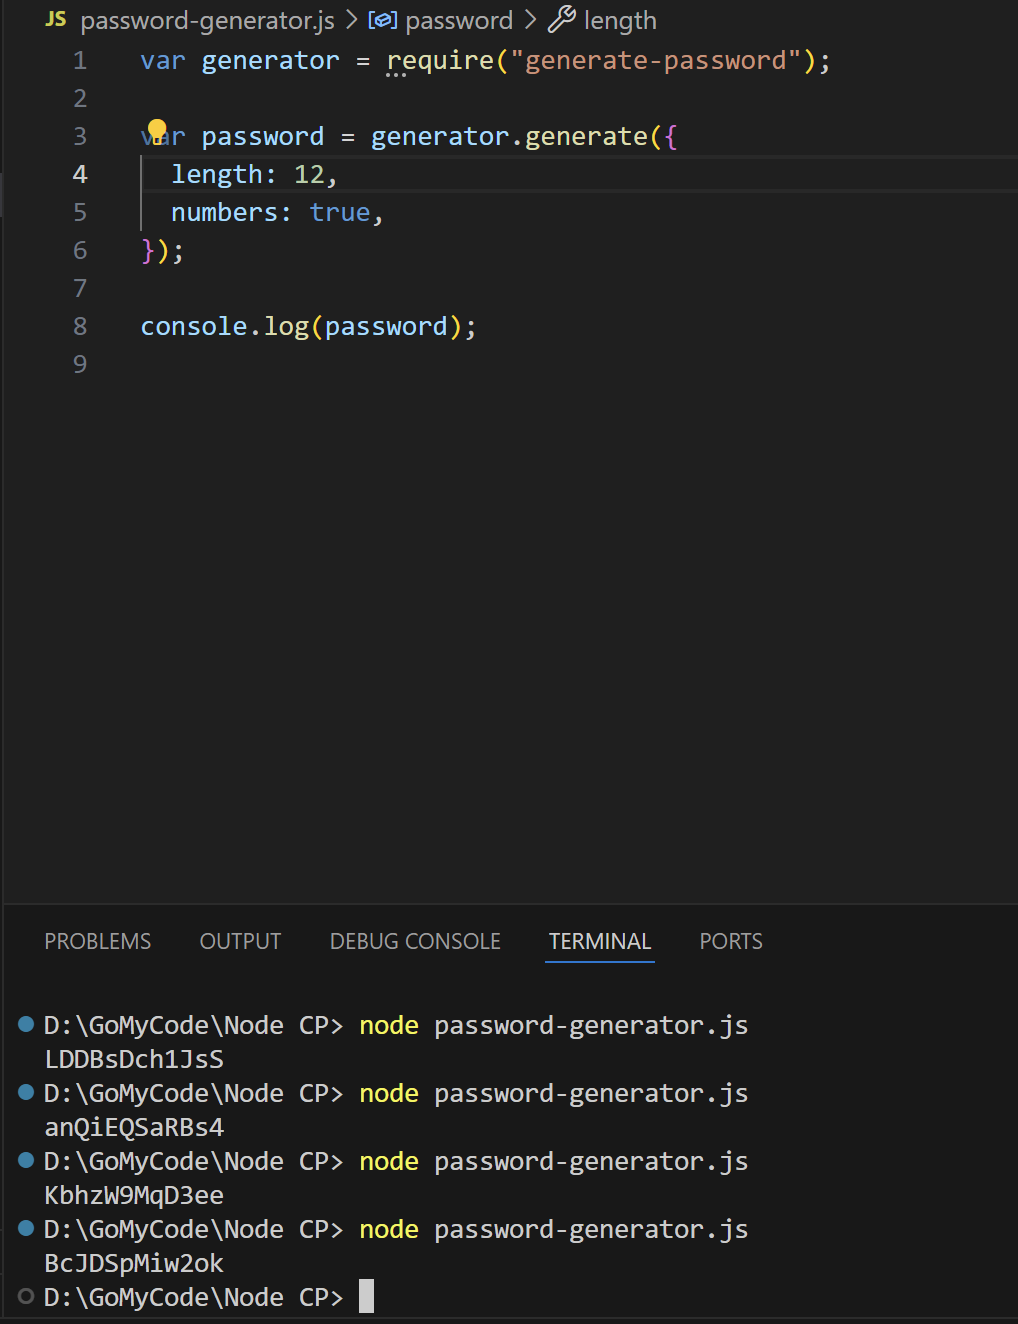 JS password-generator.js > password > length
1 var generator = require("generate-password");
2
3 var password = generator.generate({
4 length: 12,
5 numbers: true,
6 });
7
8 console.log(password);
9
PROBLEMS OUTPUT DEBUG CONSOLE TERMINAL PORTS
D:\GoMyCode\Node CP> node password-generator.js
LDDBsDch1JsS
D:\GoMyCode\Node CP> node password-generator.js
anQiEQSaRBs4
D:\GoMyCode\Node CP> node password-generator.js
KbhzW9MqD3ee
D:\GoMyCode\Node CP> node password-generator.js
BcJDSpMiw2ok
D:\GoMyCode\Node CP>